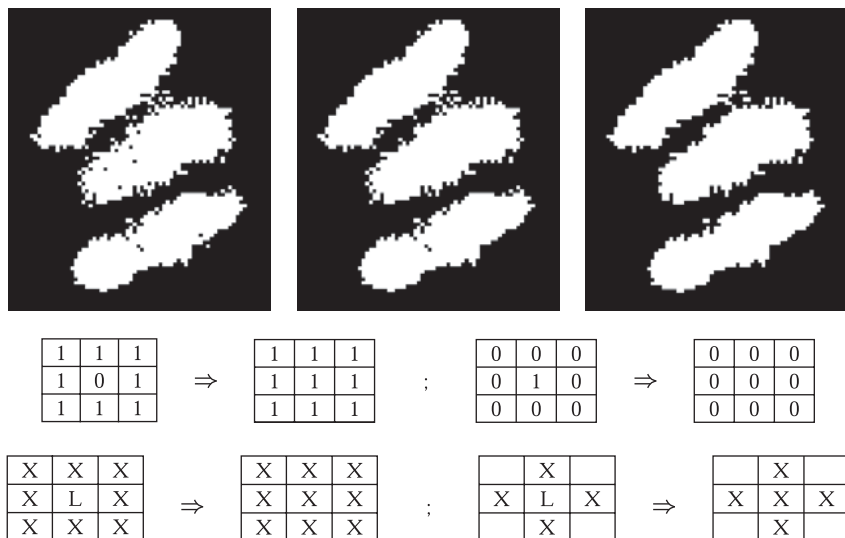 1 1 1 1 1 1 0 0 0 0 0 0
1 0 1 ⇒ 1 1 1 ; 0 1 0 ⇒ 0 0 0
1 1 1 1 1 1 0 0 0 0 0 0
X X X X X X X X
X L X ⇒ X X X ; X L X ⇒ X X X
X X X X X X X X